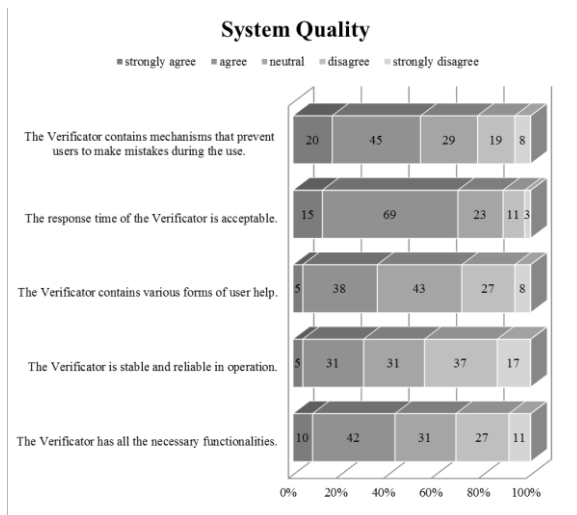 System Quality
strongly agree agree neutral disagree strongly disagree
The Verificator contains mechanisms that prevent
users to make mistakes during the use.
20 45 29 19 8
The response time of the Verificator is acceptable.
15 69 23 11 3
The Verificator contains various forms of user help.
5 38 43 27 8
The Verificator is stable and reliable in operation.
5 31 31 37 17
The Verificator has all the necessary functionalities.
10 42 31 27 11
0% 20% 40% 60% 80% 100%